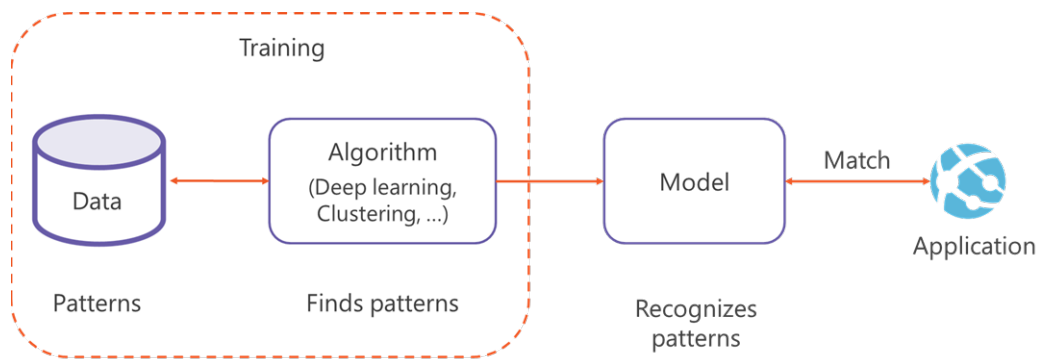 Training
Data
Algorithm
(Deep learning,
Clustering, ...)
Model
Match
Application
Patterns
Finds patterns
Recognizes
patterns